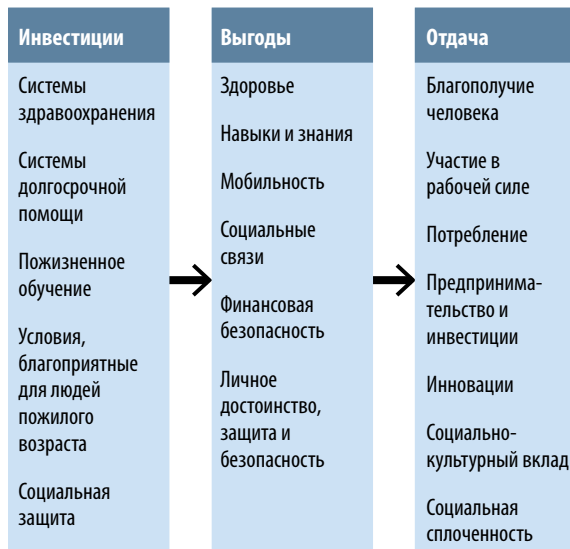 Инвестиции
Системы
здравоохранения
Системы
долгосрочной
помощи
Пожизненное
обучение
Условия,
благоприятные
для людей
пожилого
возраста
Социальная
защита
Выгоды
Здоровье
Навыки и знания
Мобильность
Социальные
связи
Финансовая
безопасность
Личное
достоинство,
защита и
безопасность
Отдача
Благополучие
человека
Участие в
рабочей силе
Потребление
Предпринима-
тельство и
инвестиции
Инновации
Социально-
культурный вклад
Социальная
сплоченность